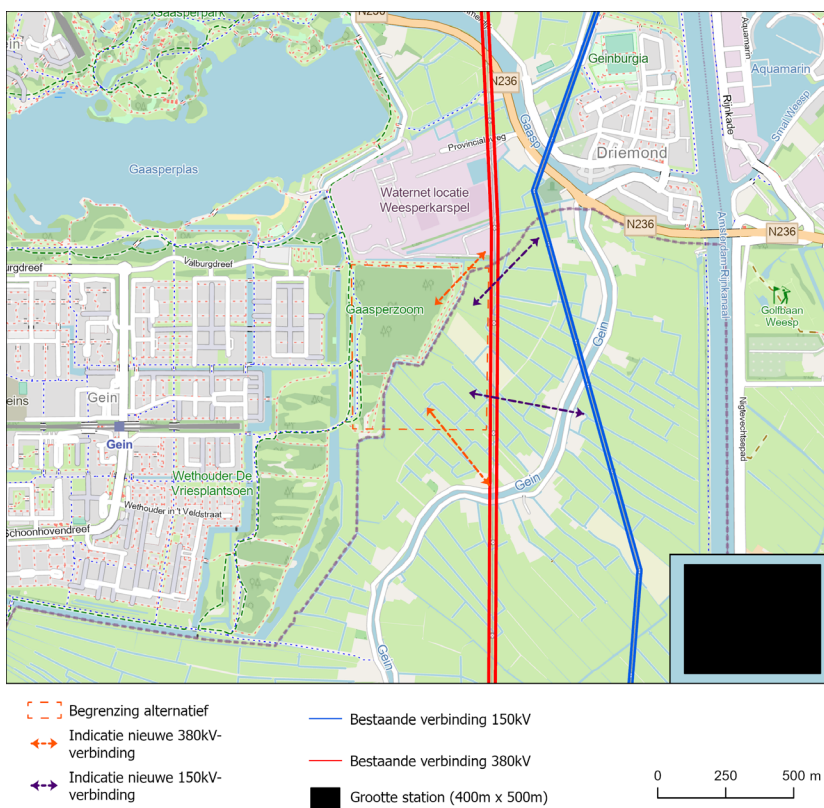 Gaasperpark
N236
Geinburgia
Aquamarin
Aquamarin
Rijnkade
Smal Weesp
Gein
N236
Gaasp
Provincialeweg
Driemond
Gaasperplas
Waternet locatie
Weesperkarspel
N236
N236
Amsterdam-Rijnkanaal
Valburgdreef
Gaasperzoom
Gein
Golfbaan
Weesp
Gein
Gein
Gein
Nigtevechtsepad
Wethouder De
Vriesplantsoen
Wethouder in 't Veldstraat
Schoonhovendreef
Gein
Begrenzing alternatief
Indicatie nieuwe 380kV-
verbinding
Indicatie nieuwe 150kV-
verbinding
Bestaande verbinding 150kV
Bestaande verbinding 380kV
Grootte station (400m x 500m)
0 250 500 m